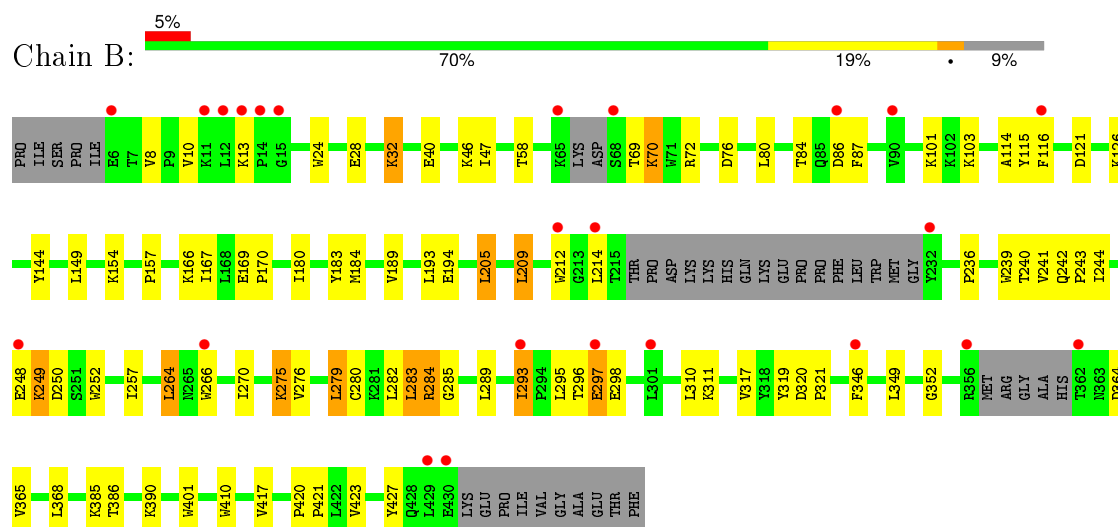 5%
Chain B:
70% 19% • 9%
PRO ILE SER PRO ILE E6 T7 V8 P9 V10 K11 L12 K13 P14 G15 W24 E28 K32 E40 K46 I47 T58 K65 LYS ASP S68 T69 K70 W71 R72 D76 L80 T84 Q85 D86 F87 V90 K101 K102 K103 A114 Y115 F116 D121 K126
Y144 L149 K154 P157 K166 I167 L168 E169 P170 I180 Y183 M184 V189 L193 E194 L205 L209 W212 G213 L214 T215 THR PRO ASP LYS LYS HIS GLN LYS GLU PRO PRO PHE LEU TRP MET GLY Y232 P236 W239 T240 V241 Q242 P243 I244
E248 K249 D250 S251 W252 I257 L264 N265 W266 I270 K275 V276 L279 C280 K281 L282 L283 R284 G285 L289 I293 P294 L295 T296 E297 E298 L301 L310 K311 V317 Y318 Y319 D320 P321 F346 L349 G352 R356 MET ARG GLY ALA HIS T362 N363 D364
V365 L368 K385 T386 K390 W401 W410 V417 P420 P421 L422 V423 Y427 Q428 L429 E430 LYS GLU PRO ILE VAL GLY ALA GLU THR PHE